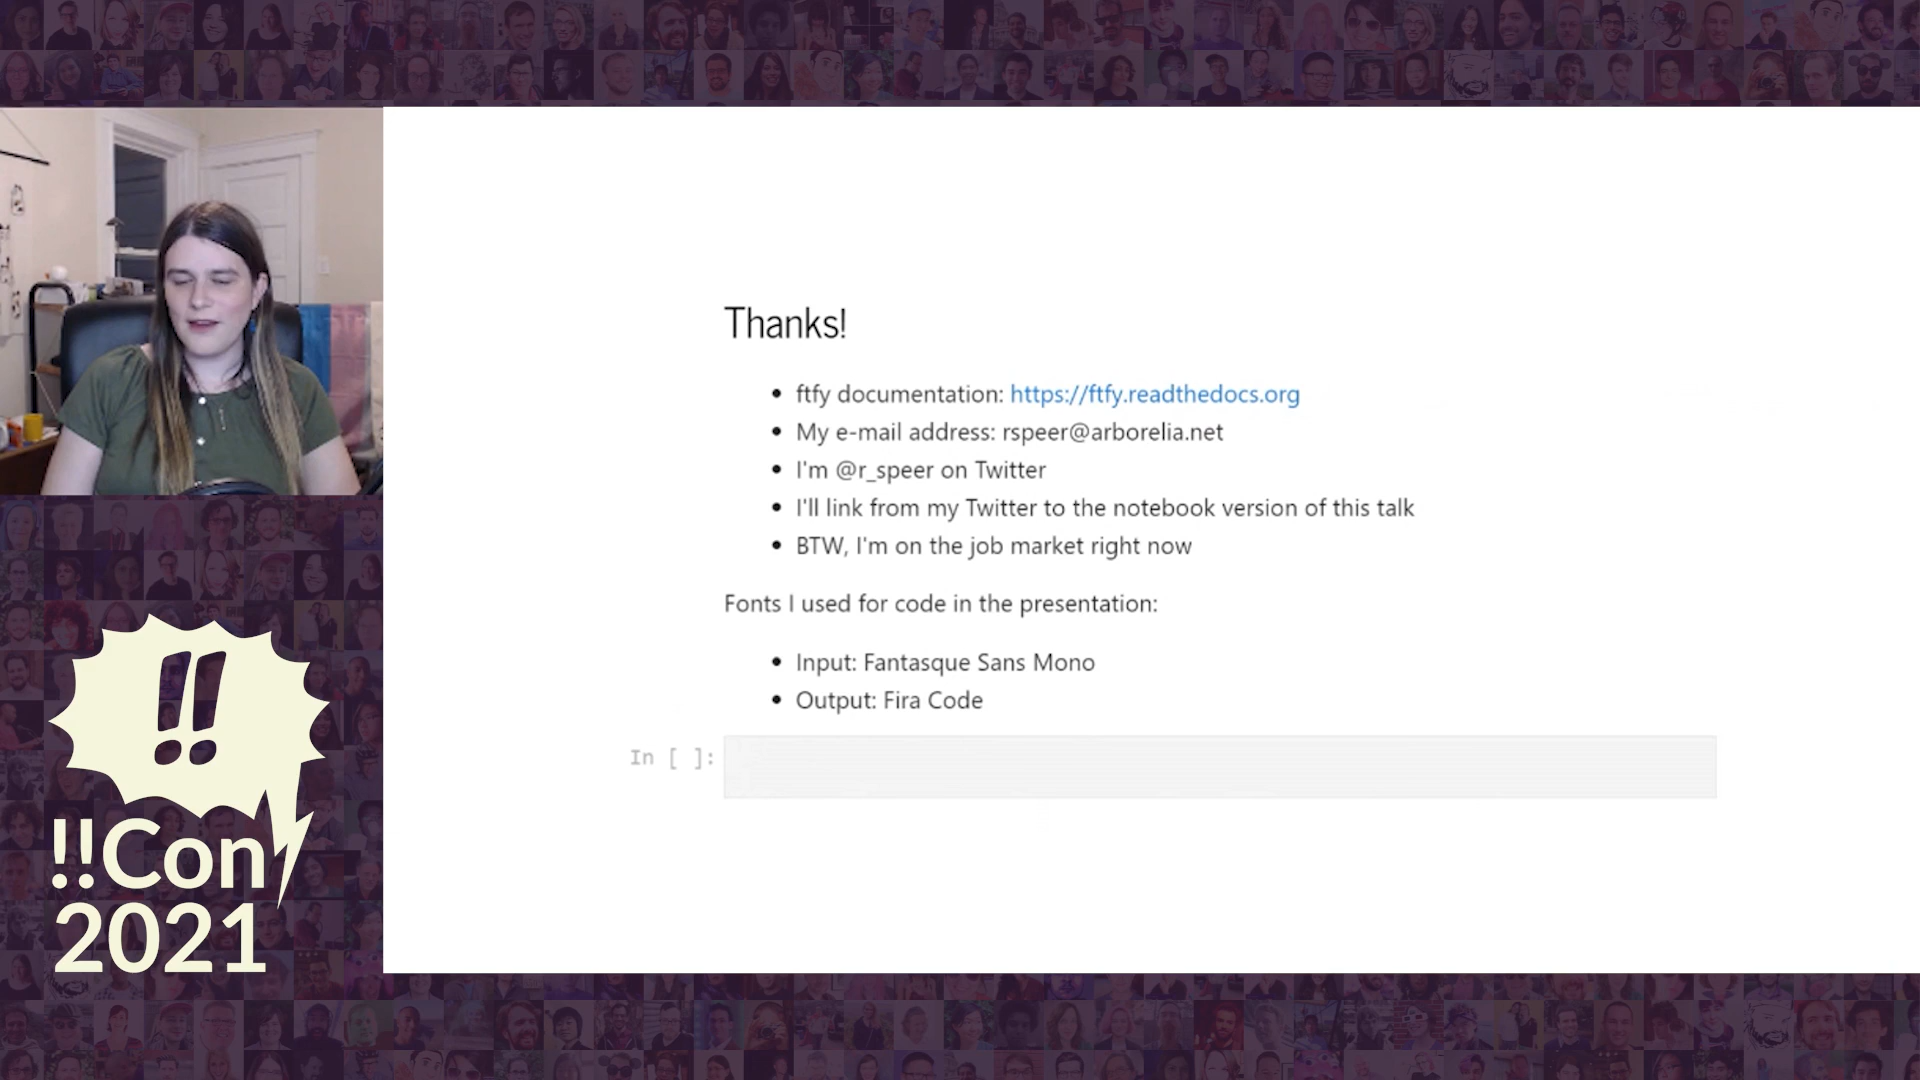 Thanks!
ftfy documentation: https://ftfy.readthedocs.org
My e-mail address: rspeer@arborelia.net
I'm @r_speer on Twitter
I'll link from my Twitter to the notebook version of this talk
BTW, I'm on the job market right now
Fonts I used for code in the presentation:
Input: Fantasque Sans Mono
Output: Fira Code
In [ ]:
!!
!!Con
2021